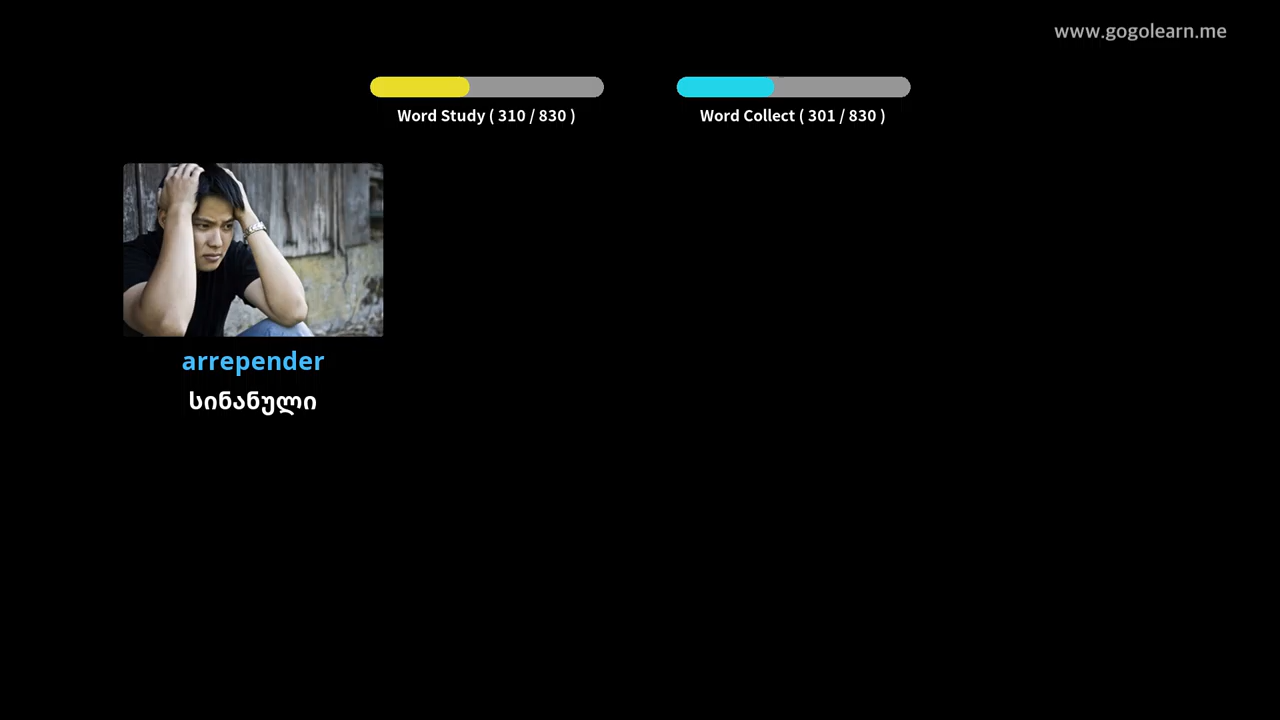 www.gogolearn.me
Word Study ( 310 / 830 )
Word Collect ( 301 / 830 )
arrepender
სინანული